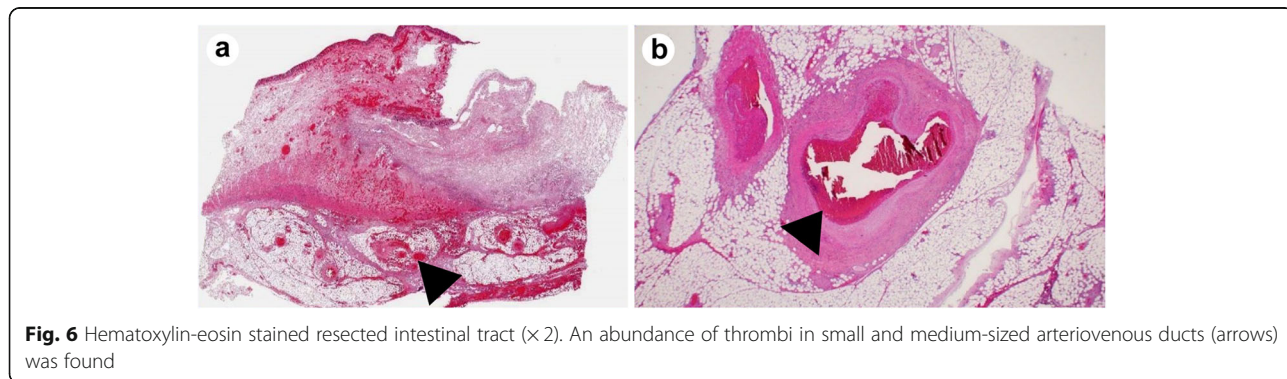 a
b
Fig. 6 Hematoxylin-eosin stained resected intestinal tract (× 2). An abundance of thrombi in small and medium-sized arteriovenous ducts (arrows)
was found